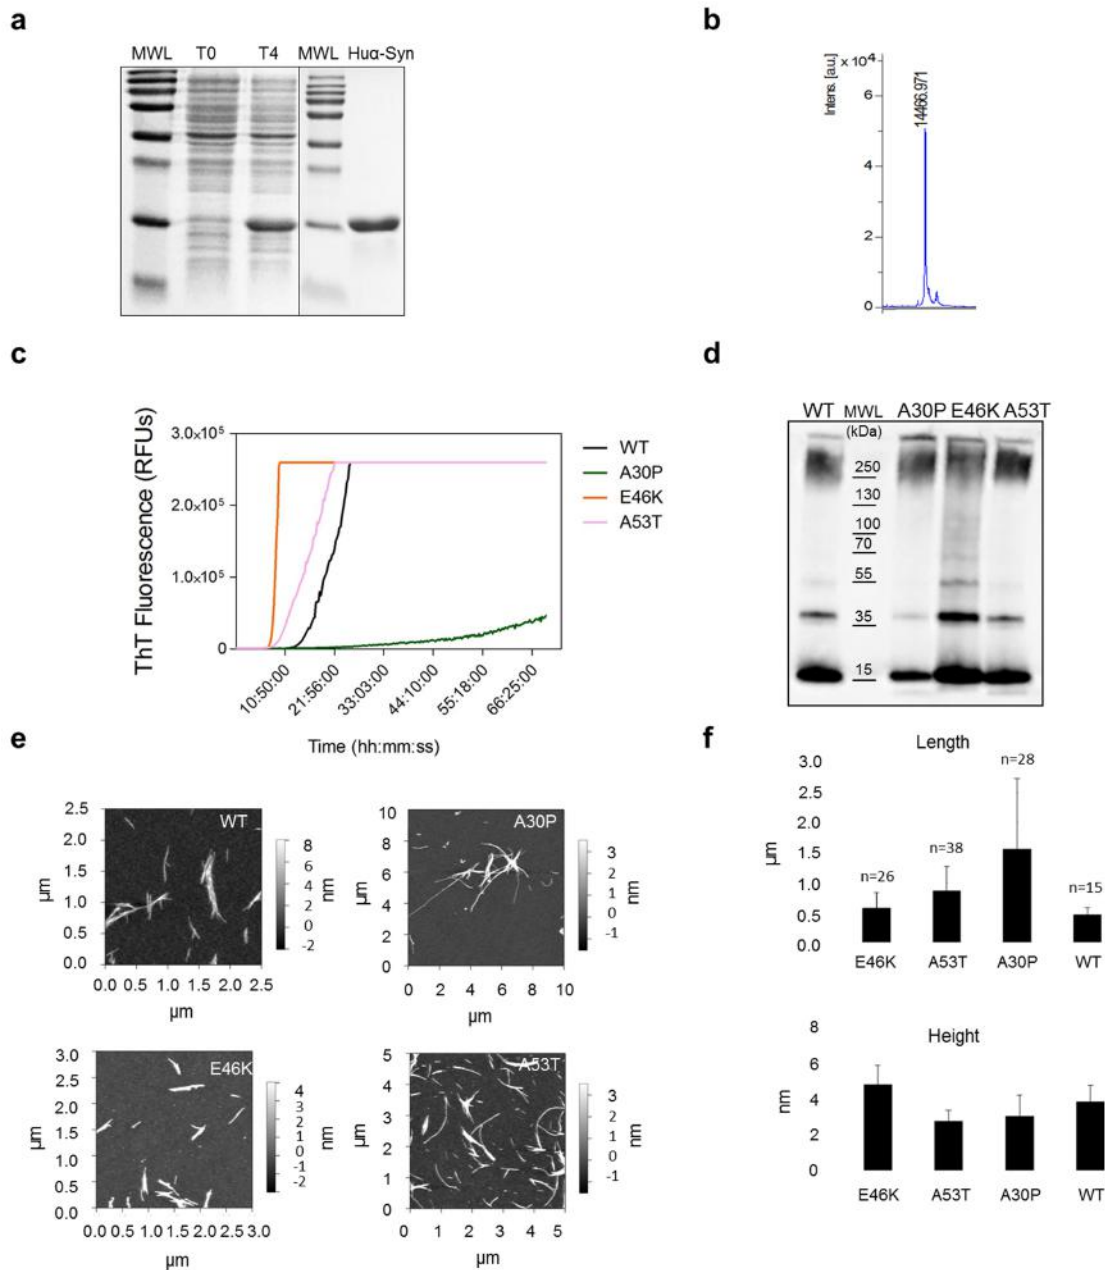 a
MWL T0 T4 MWL Huα-Syn
b
Intens. [a.u.]
x10⁴
6
4
2
0
14466.971
c
ThT Fluorescence (RFUs)
3.0×10⁵
2.0×10⁵
1.0×10⁵
0
10:50:00 21:56:00 33:03:00 44:10:00 55:18:00 66:25:00
Time (hh:mm:ss)
WT
A30P
E46K
A53T
d
WT MWL A30P E46K A53T
(kDa)
250
130
100
70
55
35
15
e
WT
µm
2.5
2.0
1.5
1.0
0.5
0.0
0.0 0.5 1.0 1.5 2.0 2.5
µm
8
6
4
2
0
-2
nm
A30P
µm
10
8
6
4
2
0
0 2 4 6 8 10
µm
3
2
1
0
-1
nm
E46K
µm
3.0
2.5
2.0
1.5
1.0
0.5
0.0
0.0 0.5 1.0 1.5 2.0 2.5 3.0
µm
4
3
2
1
0
-1
-2
nm
A53T
µm
5
4
3
2
1
0
0 1 2 3 4 5
µm
3
2
1
0
-1
nm
f
Length
µm
3.0
2.5
2.0
1.5
1.0
0.5
0.0
n=26
n=38
n=28
n=15
E46K A53T A30P WT
Height
nm
8
6
4
2
0
E46K A53T A30P WT